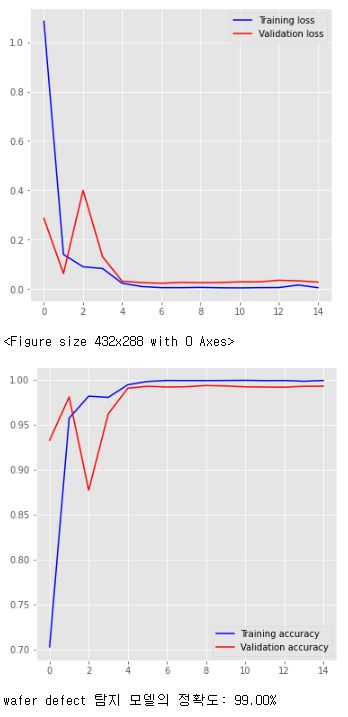 Training loss
Validation loss
1.0
0.8
0.6
0.4
0.2
0.0
0 2 4 6 8 10 12 14
<Figure size 432x288 with 0 Axes>
1.00
0.95
0.90
0.85
0.80
0.75
0.70
Training accuracy
Validation accuracy
0 2 4 6 8 10 12 14
wafer defect 탐지 모델의 정확도: 99.00%